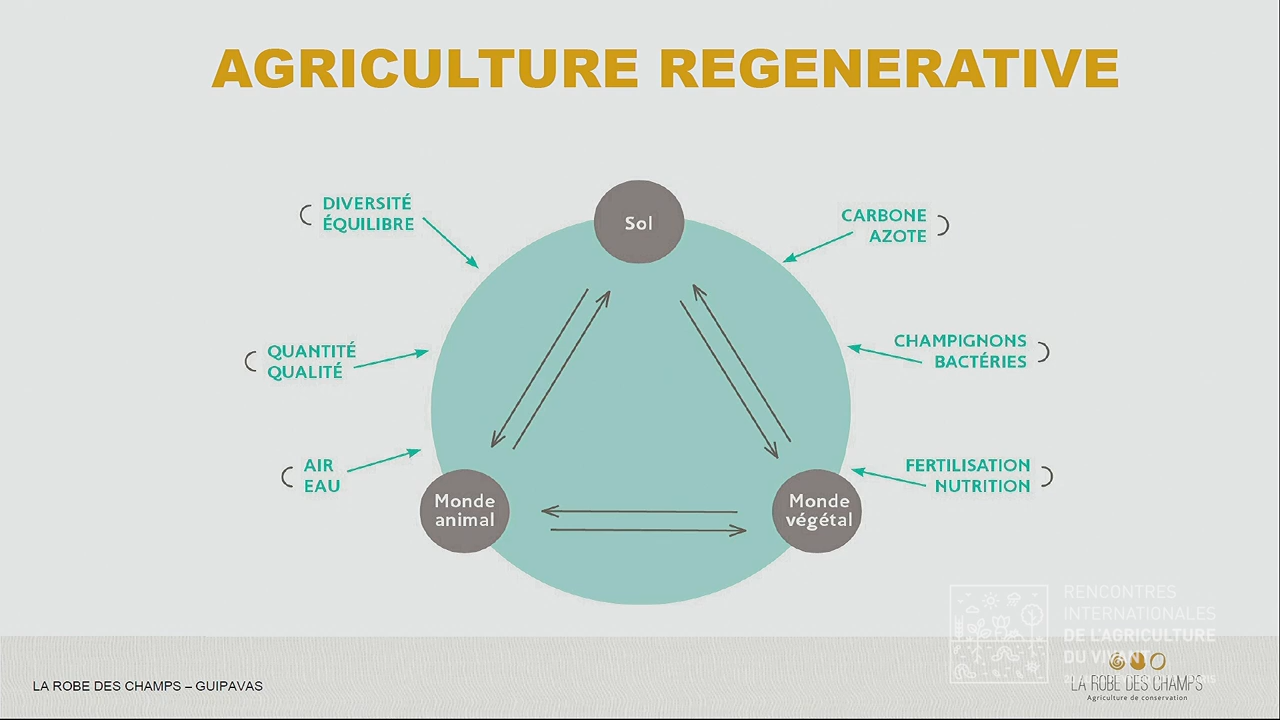 AGRICULTURE REGENERATIVE
DIVERSITÉ
ÉQUILIBRE
Sol
CARBONE
AZOTE
QUANTITÉ
QUALITÉ
CHAMPIGNONS
BACTÉRIES
AIR
EAU
FERTILISATION
NUTRITION
Monde
animal
Monde
végétal
RENCONTRES
INTERNATIONALES
DE L'AGRICULTURE
DU VIVANT
LA ROBE DES CHAMPS
Agriculture de conservation
LA ROBE DES CHAMPS – GUIPAVAS